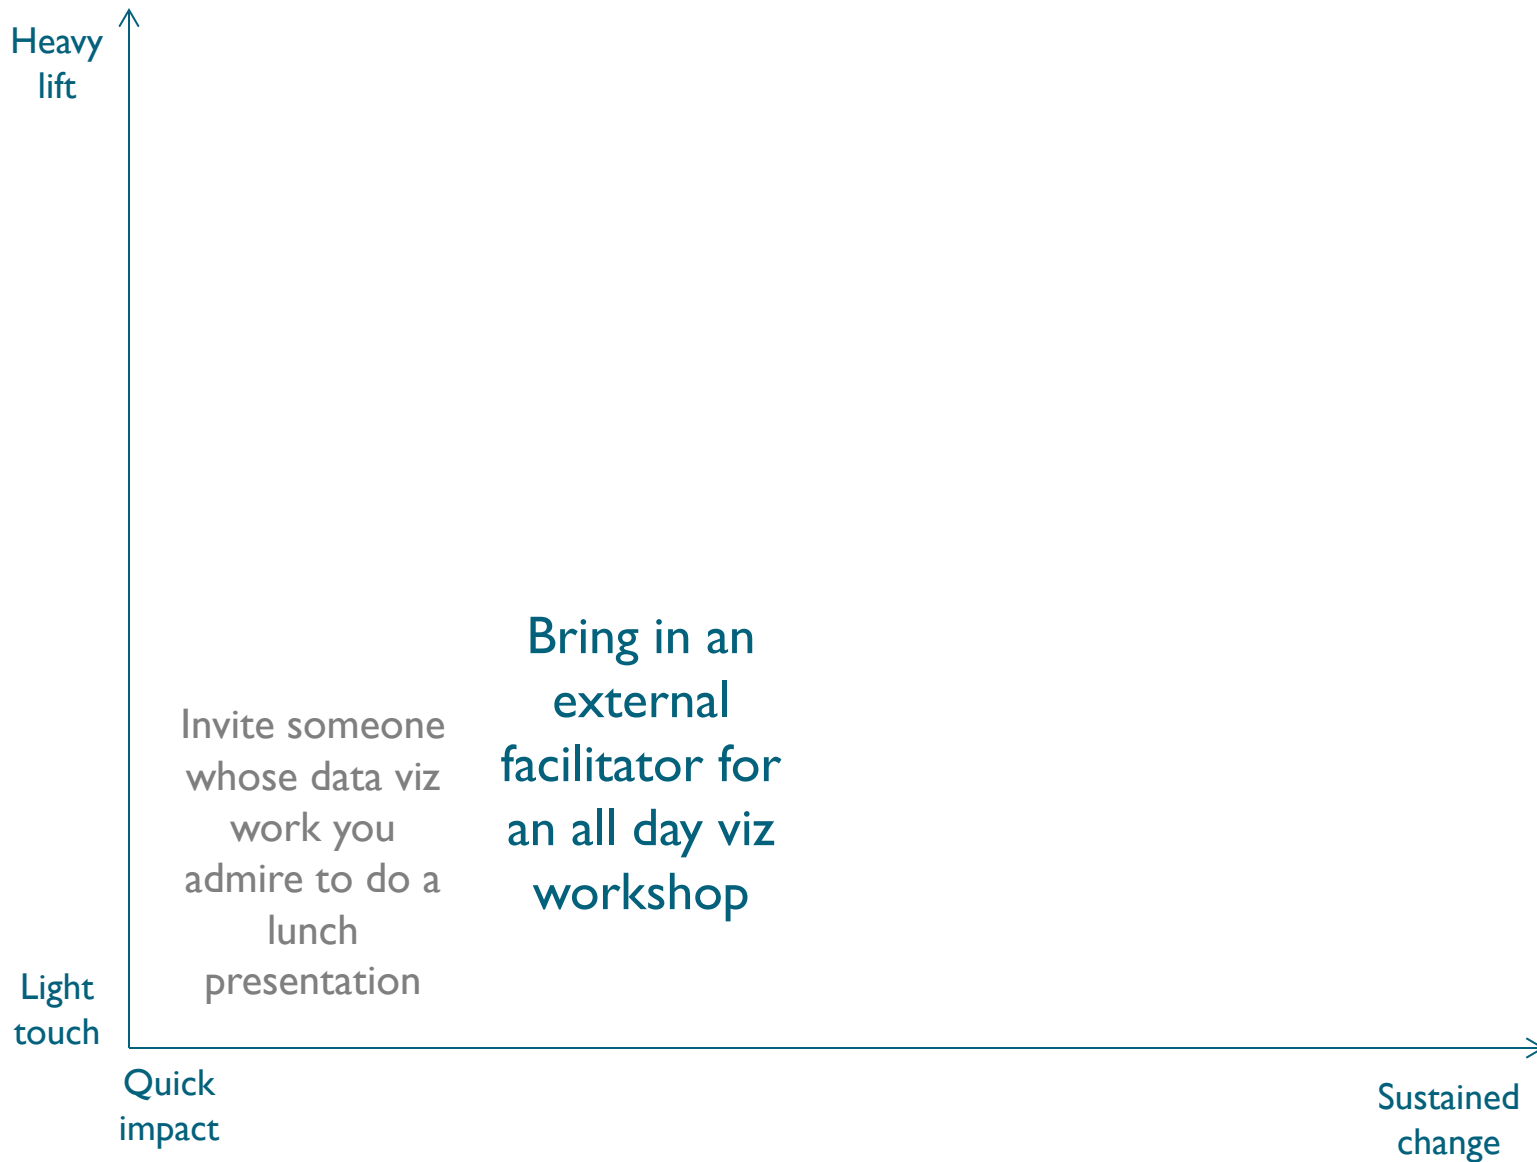 Heavy
lift
Bring in an
external
facilitator for
an all day viz
workshop
Invite someone
whose data viz
work you
admire to do a
lunch
presentation
Light
touch
Quick
impact
Sustained
change